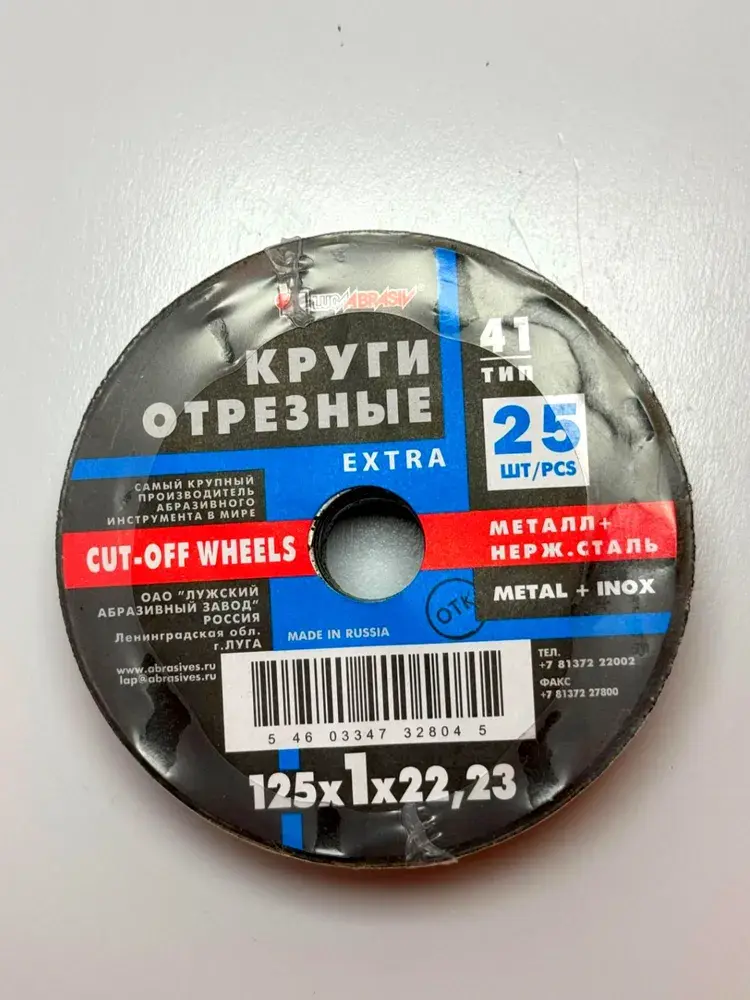 LUGAABRASIV®
КРУГИ
ОТРЕЗНЫЕ
EXTRA
41
ТИП
25
ШТ/PCS
САМЫЙ КРУПНЫЙ
ПРОИЗВОДИТЕЛЬ
АБРАЗИВНОГО
ИНСТРУМЕНТА В МИРЕ
CUT-OFF WHEELS
МЕТАЛЛ+
НЕРЖ.СТАЛЬ
METAL + INOX
ОАО "ЛУЖСКИЙ
АБРАЗИВНЫЙ ЗАВОД"
РОССИЯ
Ленинградская обл.
г.ЛУГА
www.abrasives.ru
lap@abrasives.ru
MADE IN RUSSIA
ОТК
ТЕЛ.
+7 81372 22002
ФАКС
+7 81372 27800
5 46 03347 32804 5
125x1x22,23